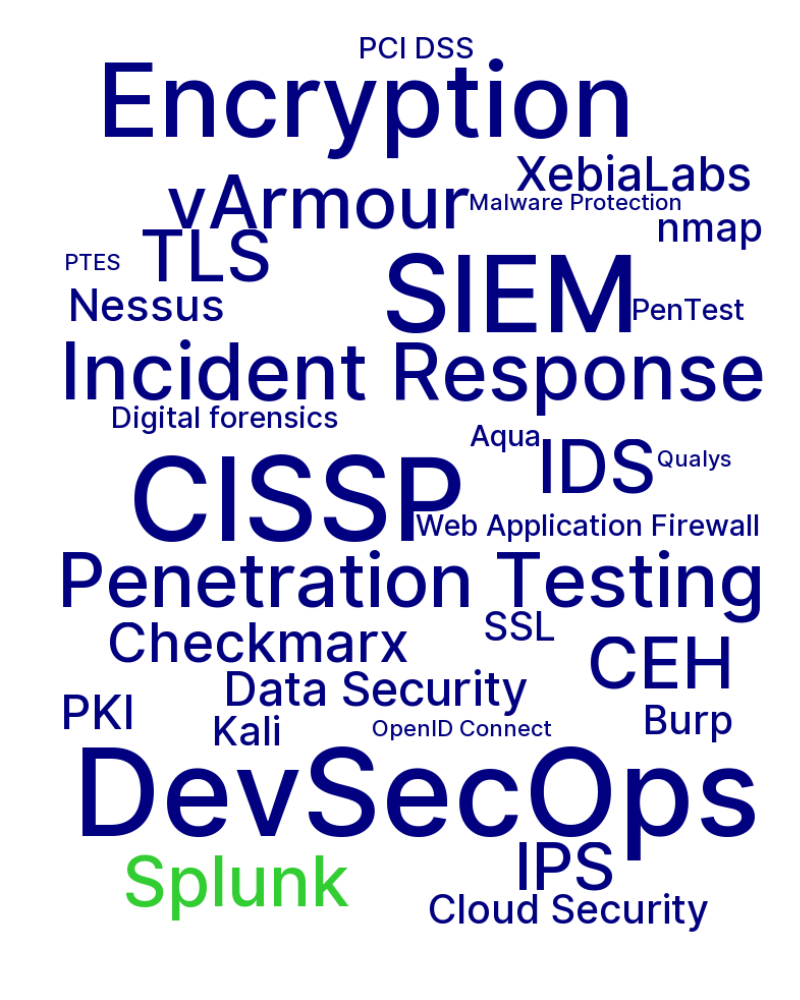 PCI DSS
Encryption
XebiaLabs
vArmour
Malware Protection
nmap
TLS
PTES
SIEM
Nessus
PenTest
Incident Response
Digital forensics
Aqua
IDS
Qualys
CISSP
Web Application Firewall
Penetration Testing
SSL
Checkmarx
CEH
Data Security
PKI
Burp
Kali
OpenID Connect
DevSecOps
IPS
Splunk
Cloud Security